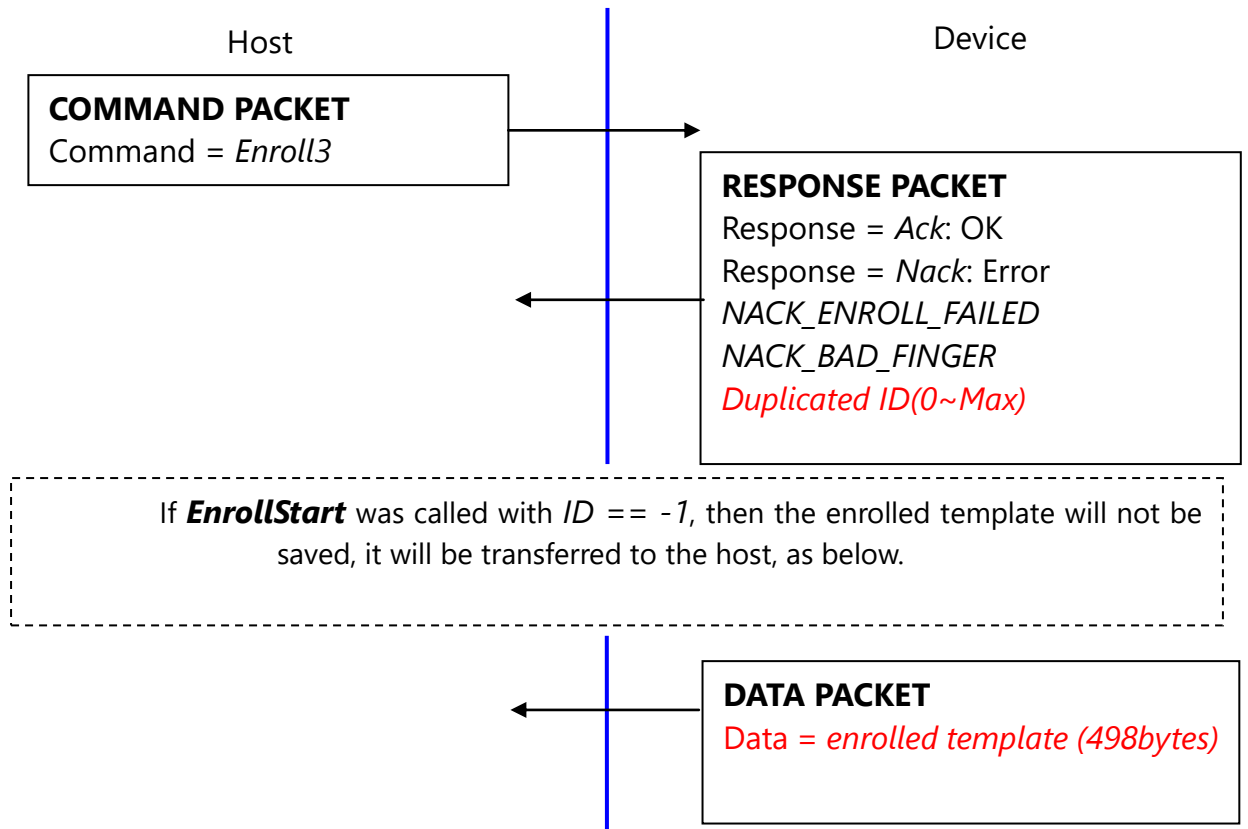 Host
Device
COMMAND PACKET
Command = Enroll3
RESPONSE PACKET
Response = Ack: OK
Response = Nack: Error
NACK_ENROLL_FAILED
NACK_BAD_FINGER
Duplicated ID(0~Max)
If EnrollStart was called with ID == -1, then the enrolled template will not be
saved, it will be transferred to the host, as below.
DATA PACKET
Data = enrolled template (498bytes)